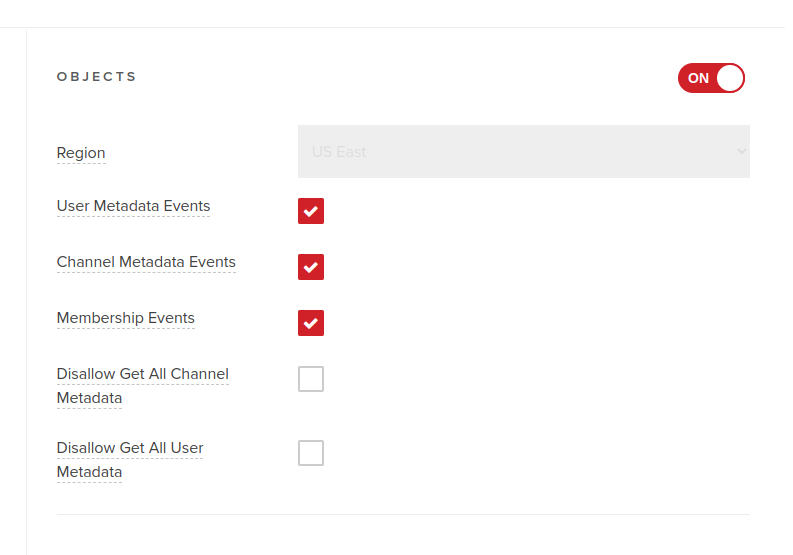 OBJECTS
ON
Region
US East
User Metadata Events
Channel Metadata Events
Membership Events
Disallow Get All Channel
Metadata
Disallow Get All User
Metadata